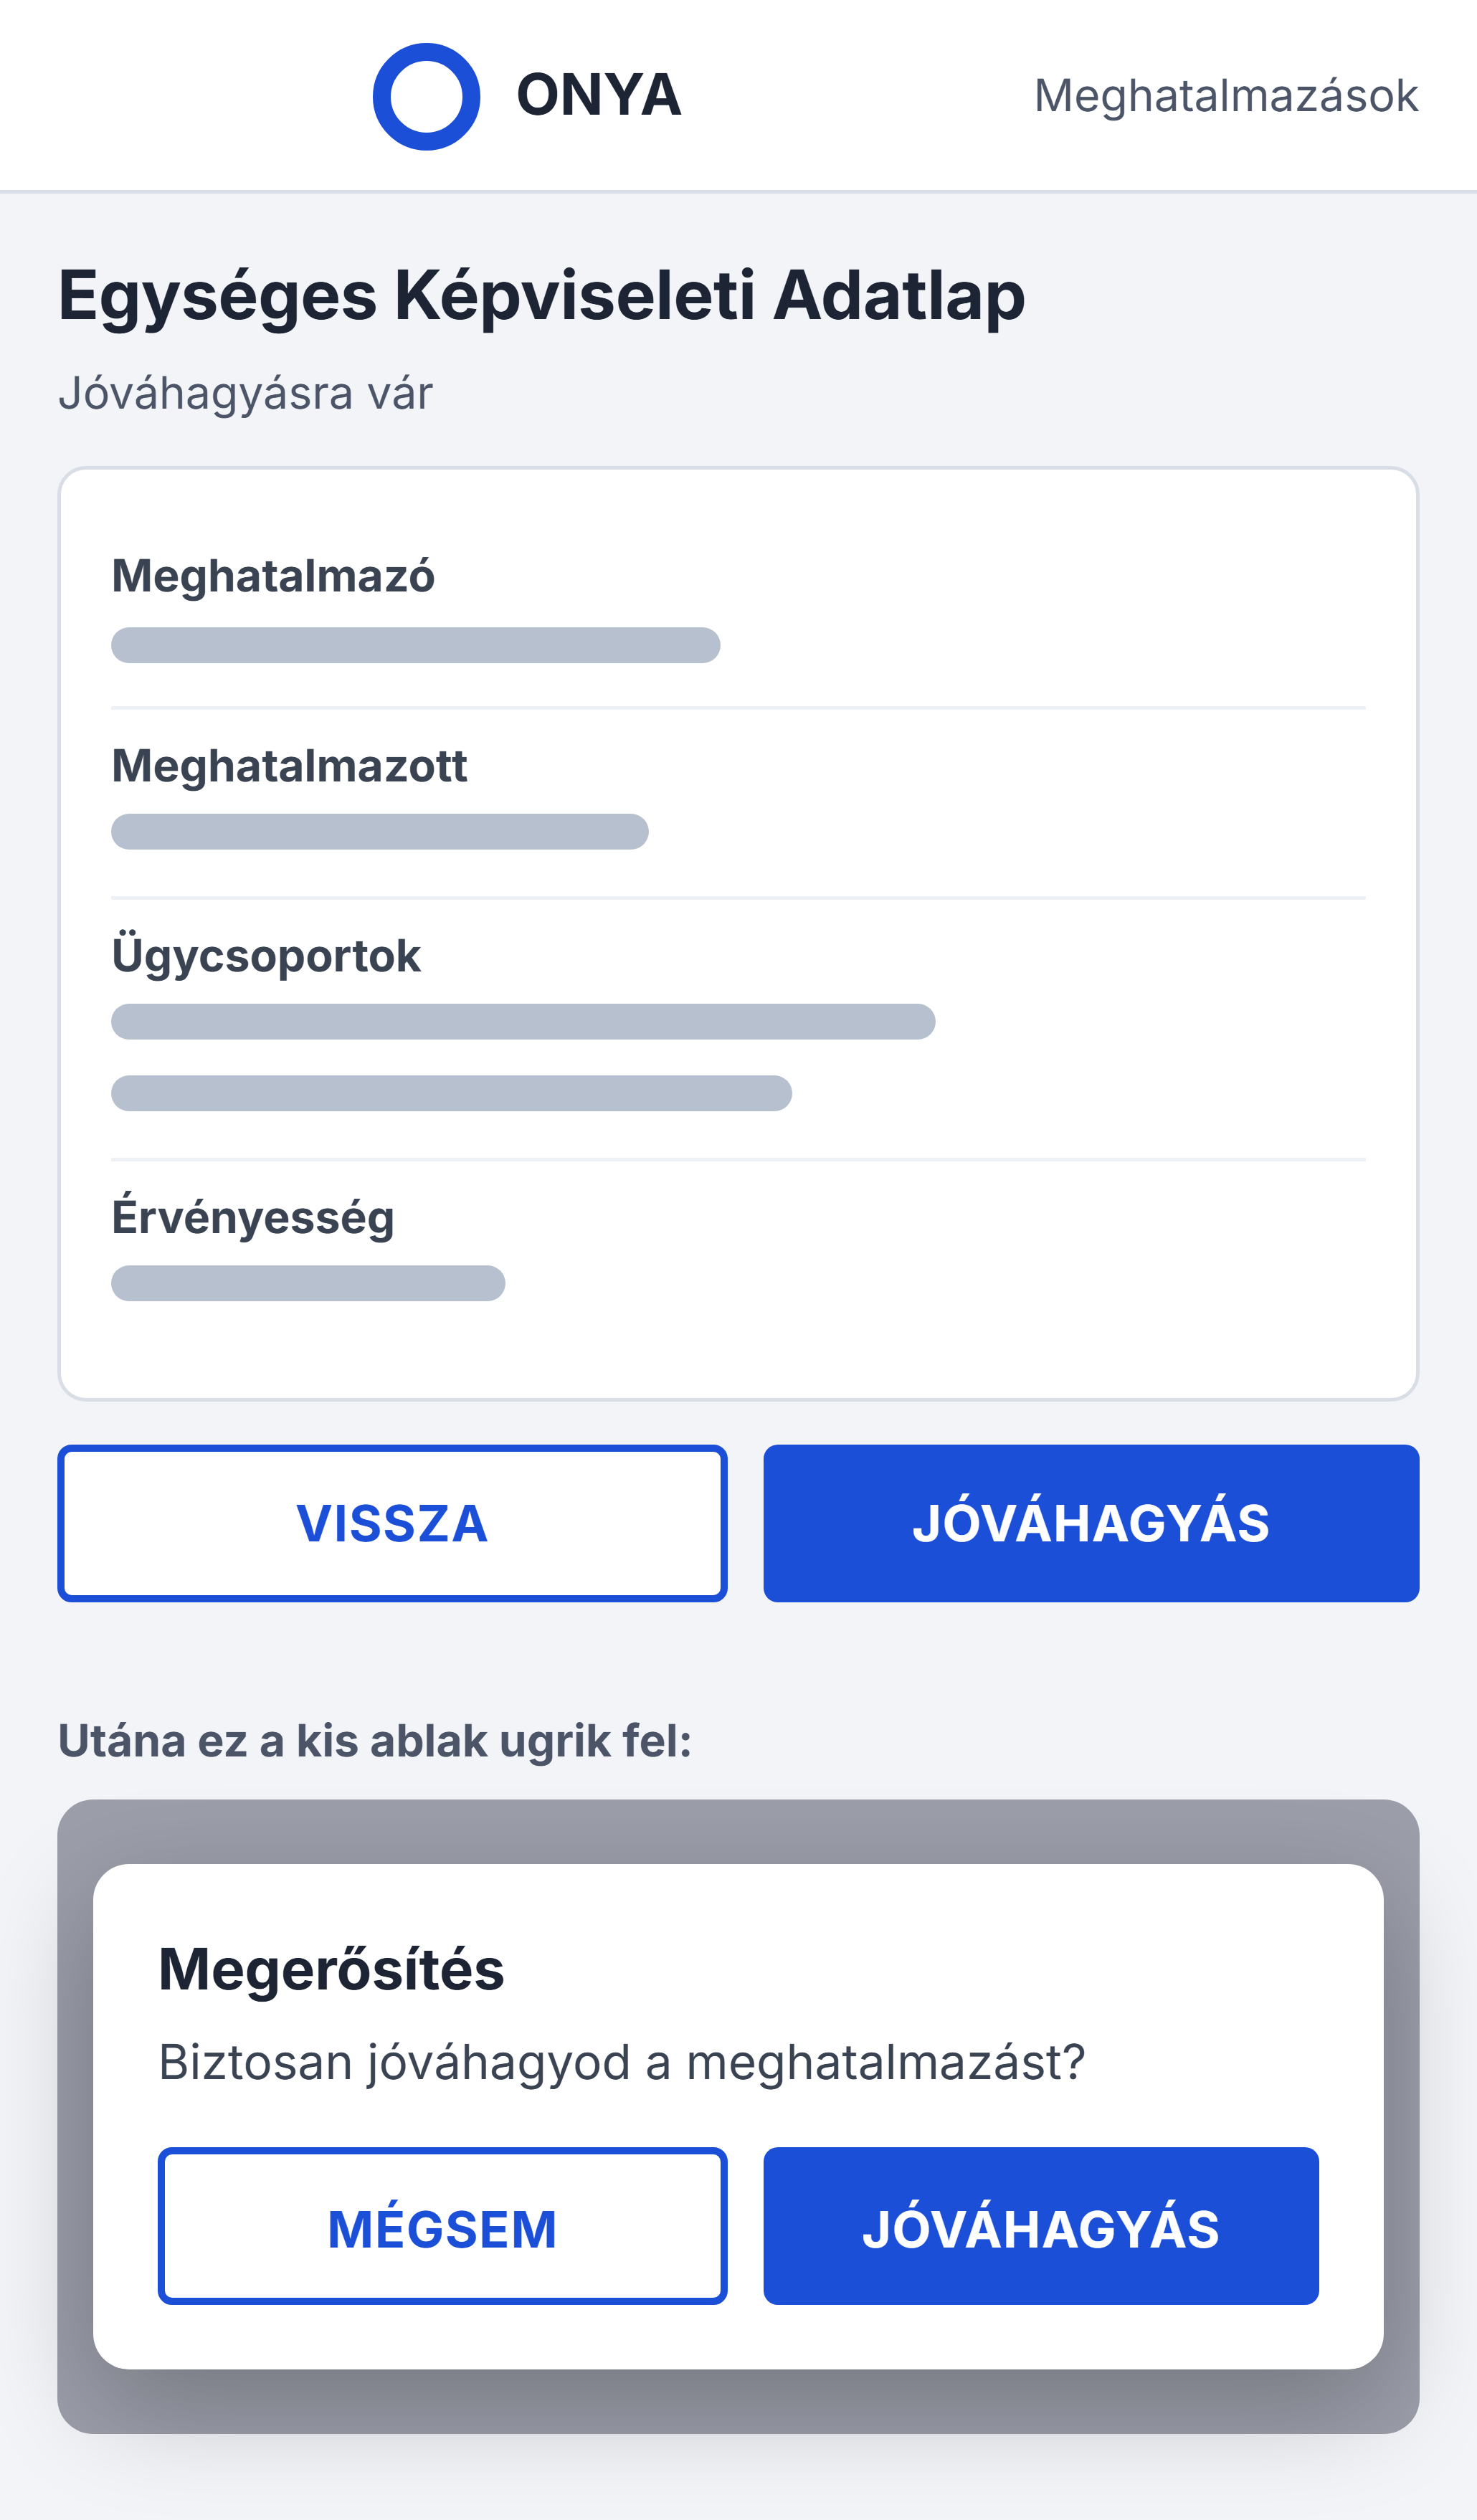 ONYA
Meghatalmazások
Egységes Képviseleti Adatlap
Jóváhagyásra vár
Meghatalmazó
Meghatalmazott
Ügycsoportok
Érvényesség
VISSZA
JÓVÁHAGYÁS
Utána ez a kis ablak ugrik fel:
Megerősítés
Biztosan jóváhagyod a meghatalmazást?
MÉGSEM
JÓVÁHAGYÁS